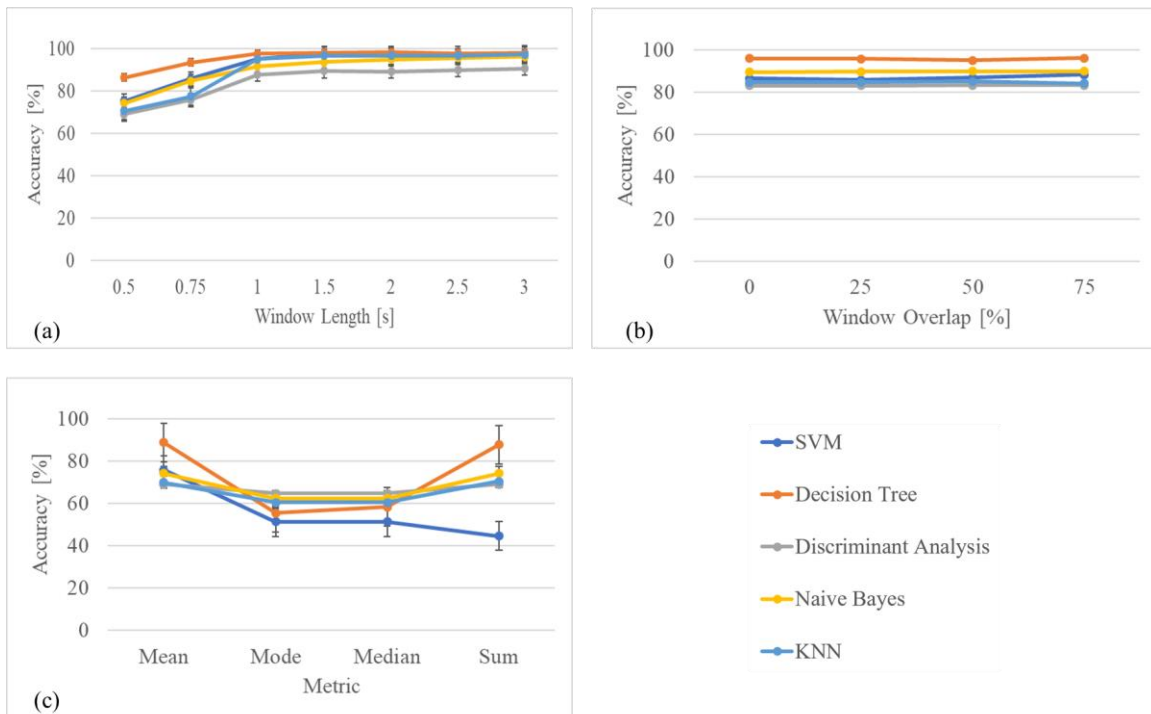 Accuracy [%]
100
80
60
40
20
0
0.5 0.75 1 1.5 2 2.5 3
Window Length [s]
(a)
Accuracy [%]
100
80
60
40
20
0
0 25 50 75
Window Overlap [%]
(b)
Accuracy [%]
100
80
60
40
20
0
Mean Mode Median Sum
Metric
(c)
SVM
Decision Tree
Discriminant Analysis
Naive Bayes
KNN